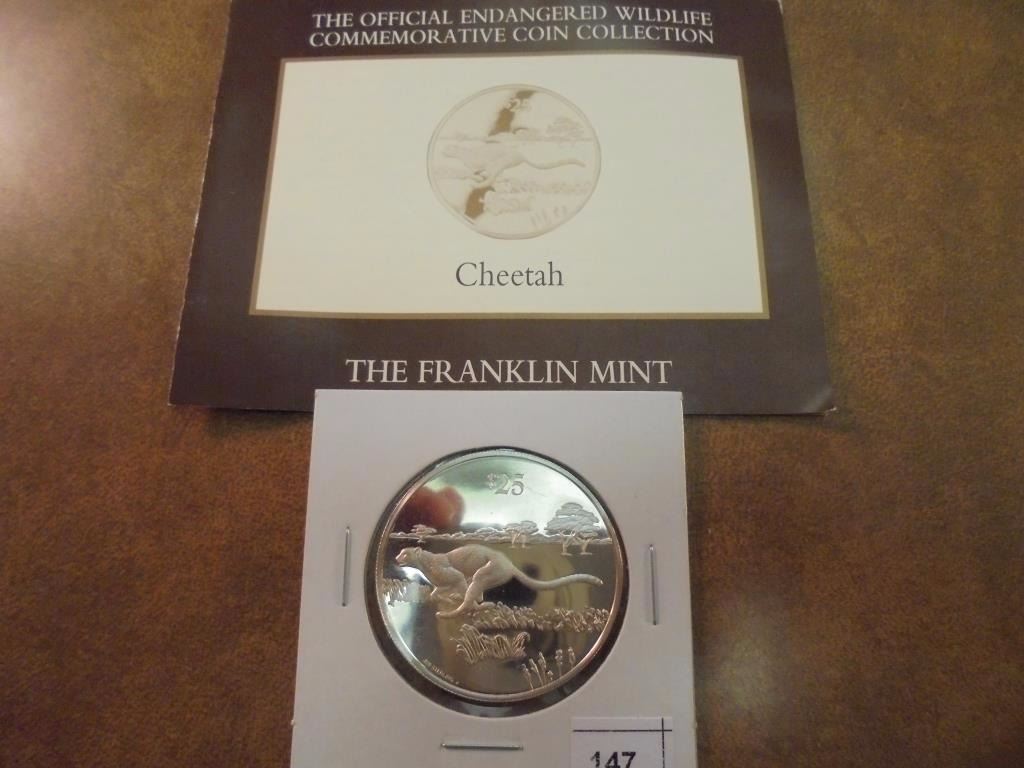 THE OFFICIAL ENDANGERED WILDLIFE
COMMEMORATIVE COIN COLLECTION
$25
Cheetah
THE FRANKLIN MINT
$25
147